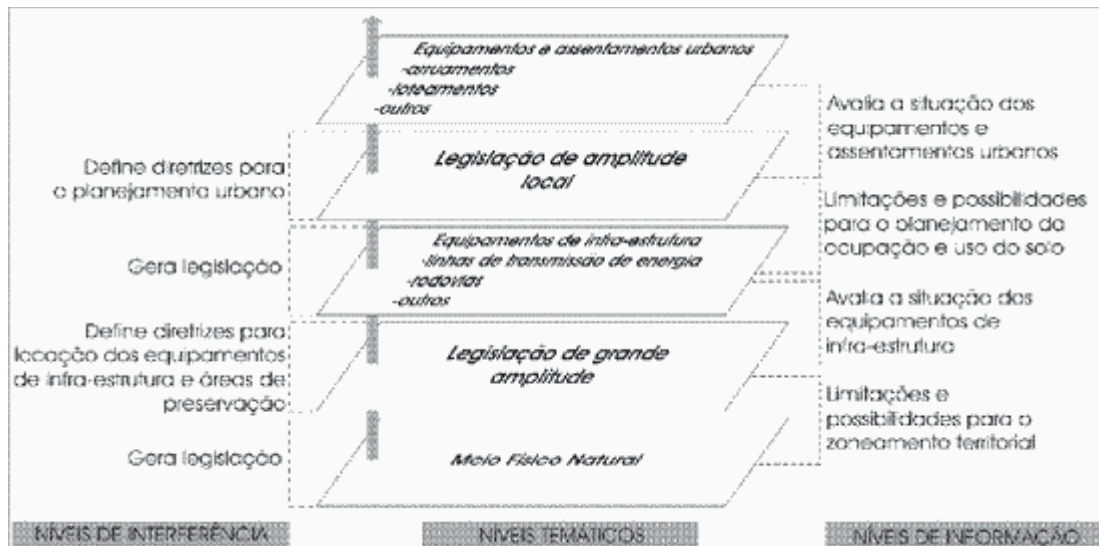 Equipamentos e assentamentos urbanos
-arruamentos
-loteamentos
-outros
Define diretrizes para
o planejamento urbano
Legislação de amplitude
local
Gera legislação
Equipamentos de infra-estrutura
-linhas de transmissão de energia
-rodovias
-outros
Define diretrizes para
locação dos equipamentos
de infra-estrutura e áreas de
preservação
Legislação de grande
amplitude
Gera legislação
Meio Físico Natural
Avalia a situação dos
equipamentos e
assentamentos urbanos
Limitações e possibilidades
para o planejamento da
ocupação e uso do solo
Avalia a situação dos
equipamentos de
infra-estrutura
Limitações e
possibilidades para o
zoneamento territorial
NÍVEIS DE INTERFERÊNCIA
NÍVEIS TEMÁTICOS
NÍVEIS DE INFORMAÇÃO